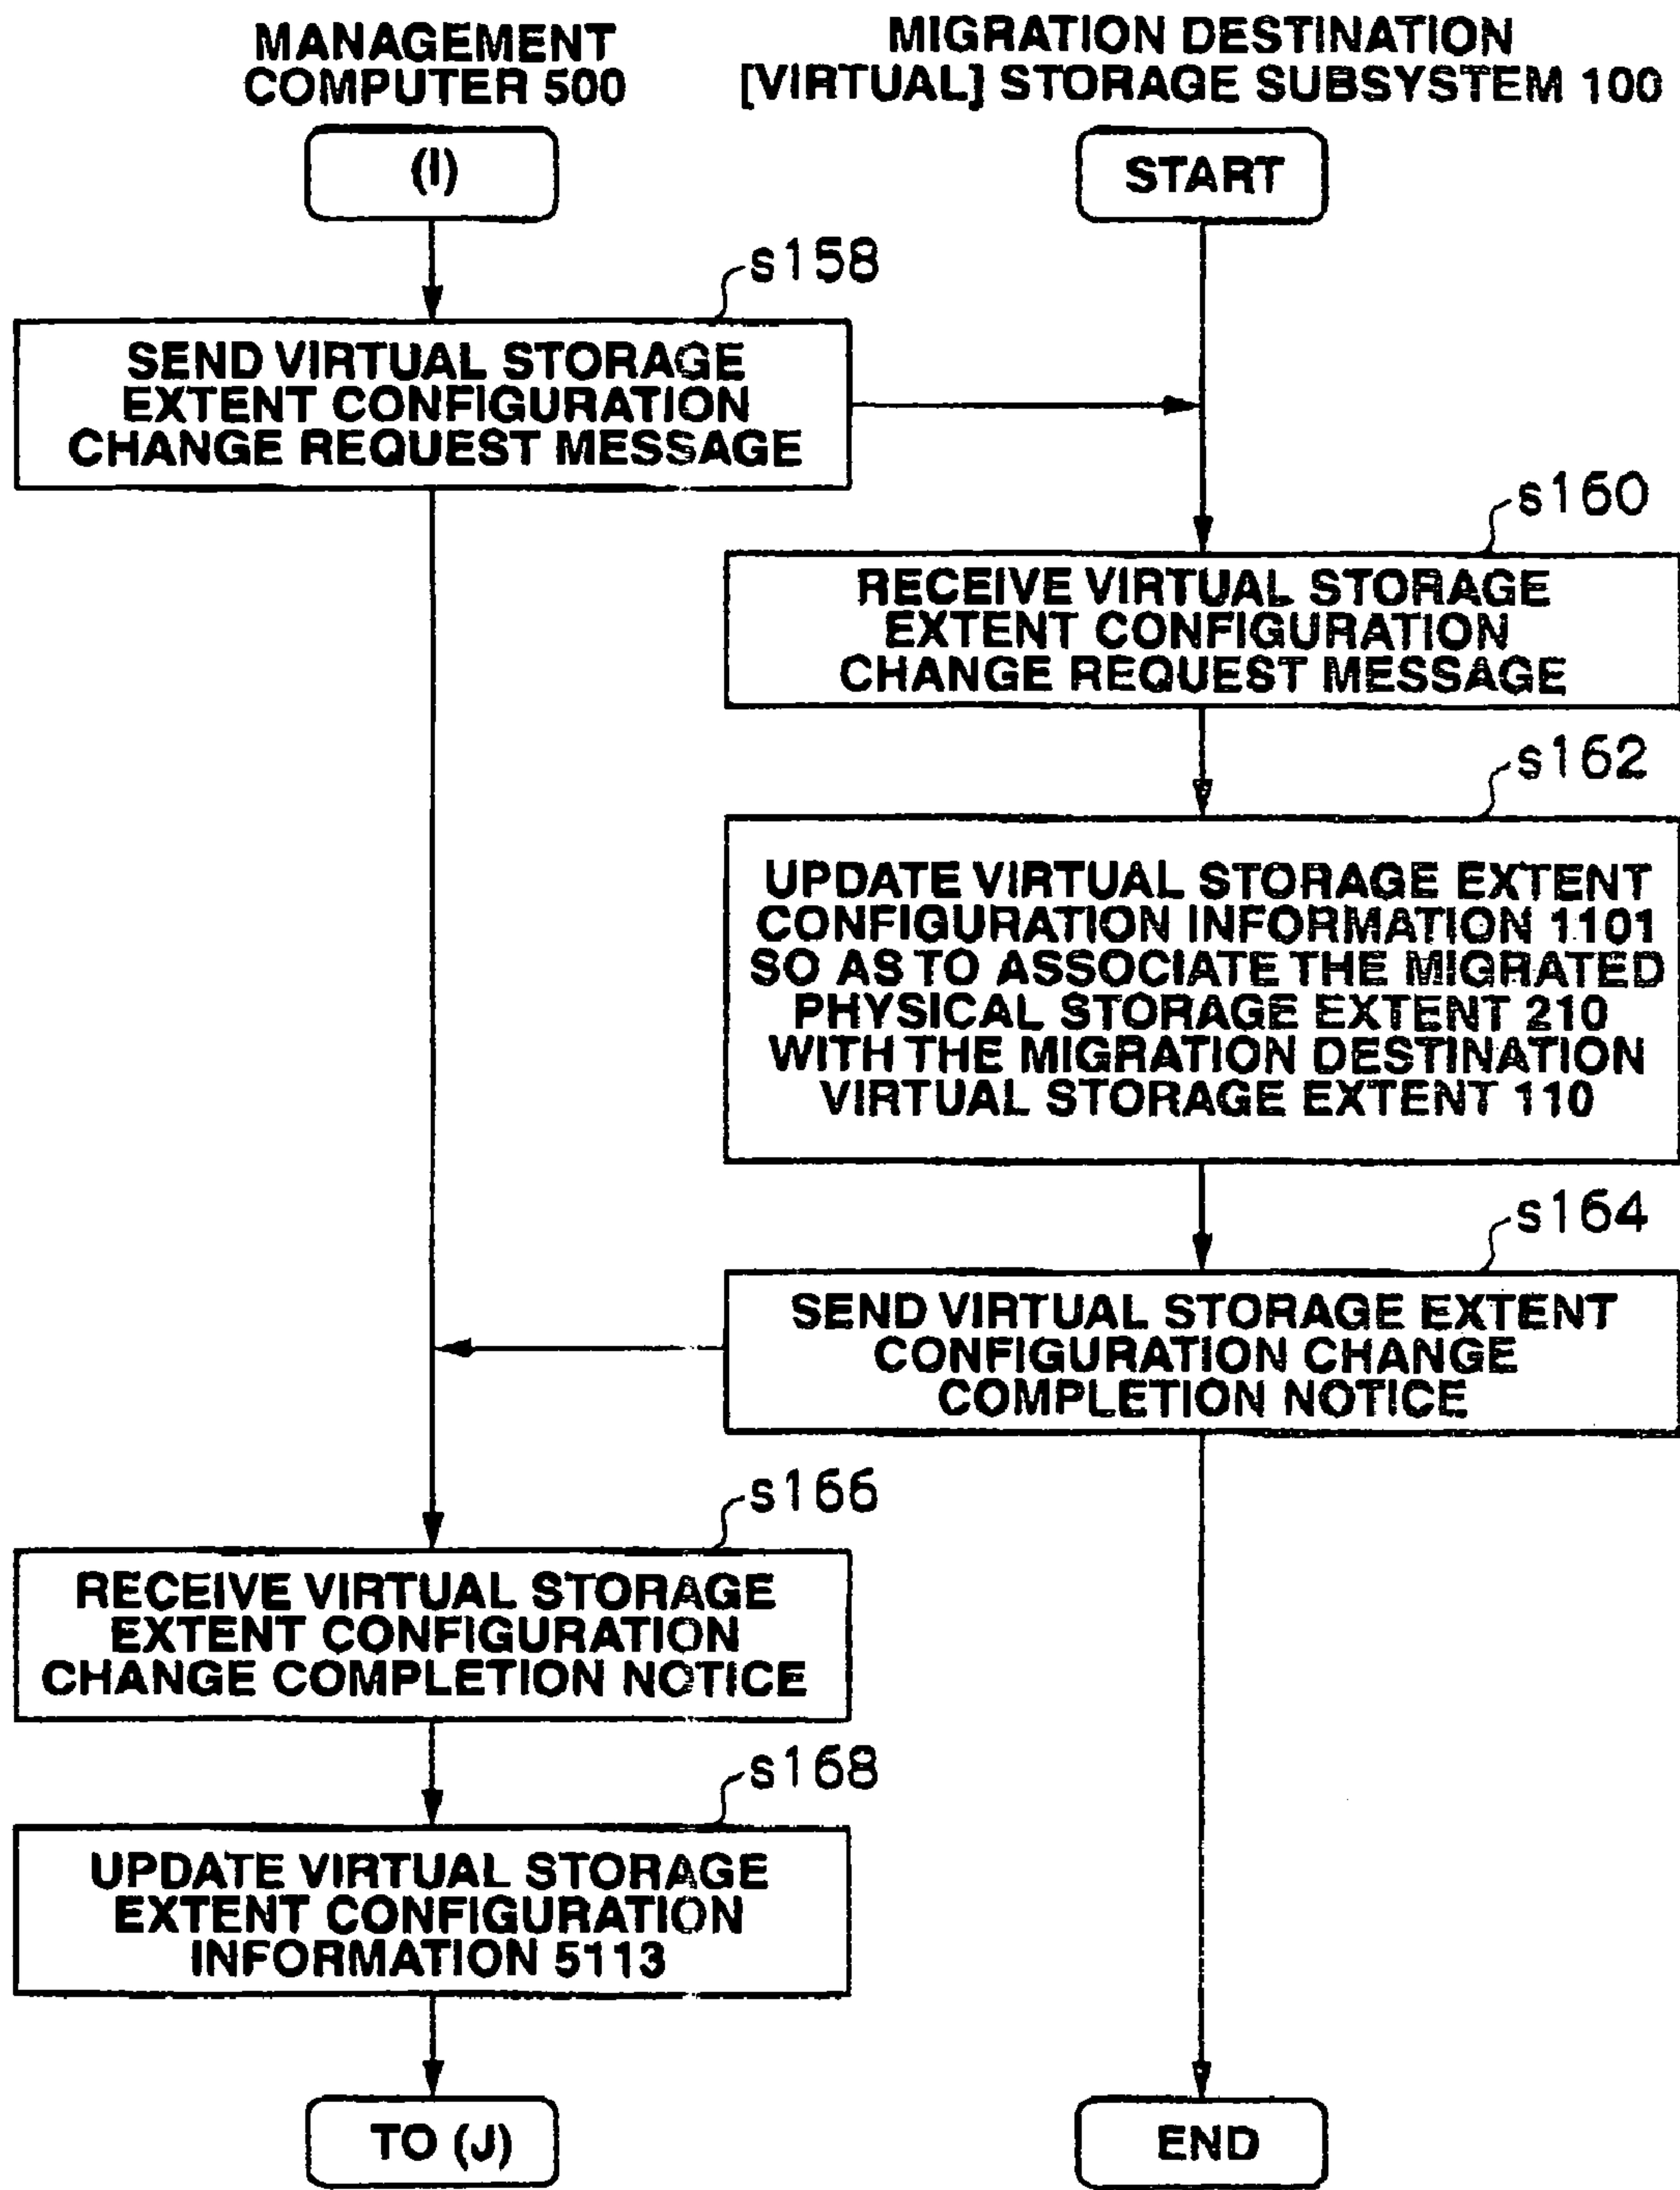 MANAGEMENT
COMPUTER 500
MIGRATION DESTINATION
[VIRTUAL] STORAGE SUBSYSTEM 100
(I)
START
s158
SEND VIRTUAL STORAGE
EXTENT CONFIGURATION
CHANGE REQUEST MESSAGE
s160
RECEIVE VIRTUAL STORAGE
EXTENT CONFIGURATION
CHANGE REQUEST MESSAGE
s162
UPDATE VIRTUAL STORAGE EXTENT
CONFIGURATION INFORMATION 1101
SO AS TO ASSOCIATE THE MIGRATED
PHYSICAL STORAGE EXTENT 210
WITH THE MIGRATION DESTINATION
VIRTUAL STORAGE EXTENT 110
s164
SEND VIRTUAL STORAGE EXTENT
CONFIGURATION CHANGE
COMPLETION NOTICE
s166
RECEIVE VIRTUAL STORAGE
EXTENT CONFIGURATION
CHANGE COMPLETION NOTICE
s168
UPDATE VIRTUAL STORAGE
EXTENT CONFIGURATION
INFORMATION 5113
TO (J)
END